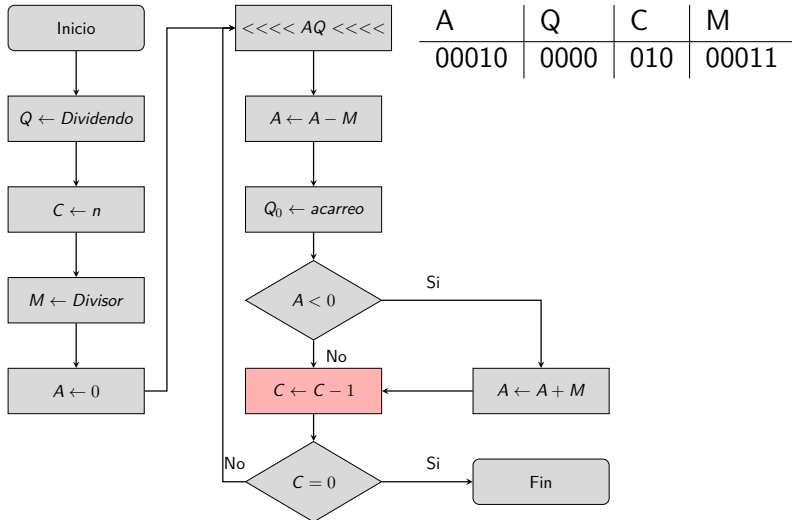 Inicio
Q ← Dividendo
C ← n
M ← Divisor
A ← 0
<<<< AQ <<<<
A ← A − M
Q₀ ← acarreo
A < 0
Si
No
C ← C − 1
A ← A + M
C = 0
No
Si
Fin
A Q C M
00010 0000 010 00011